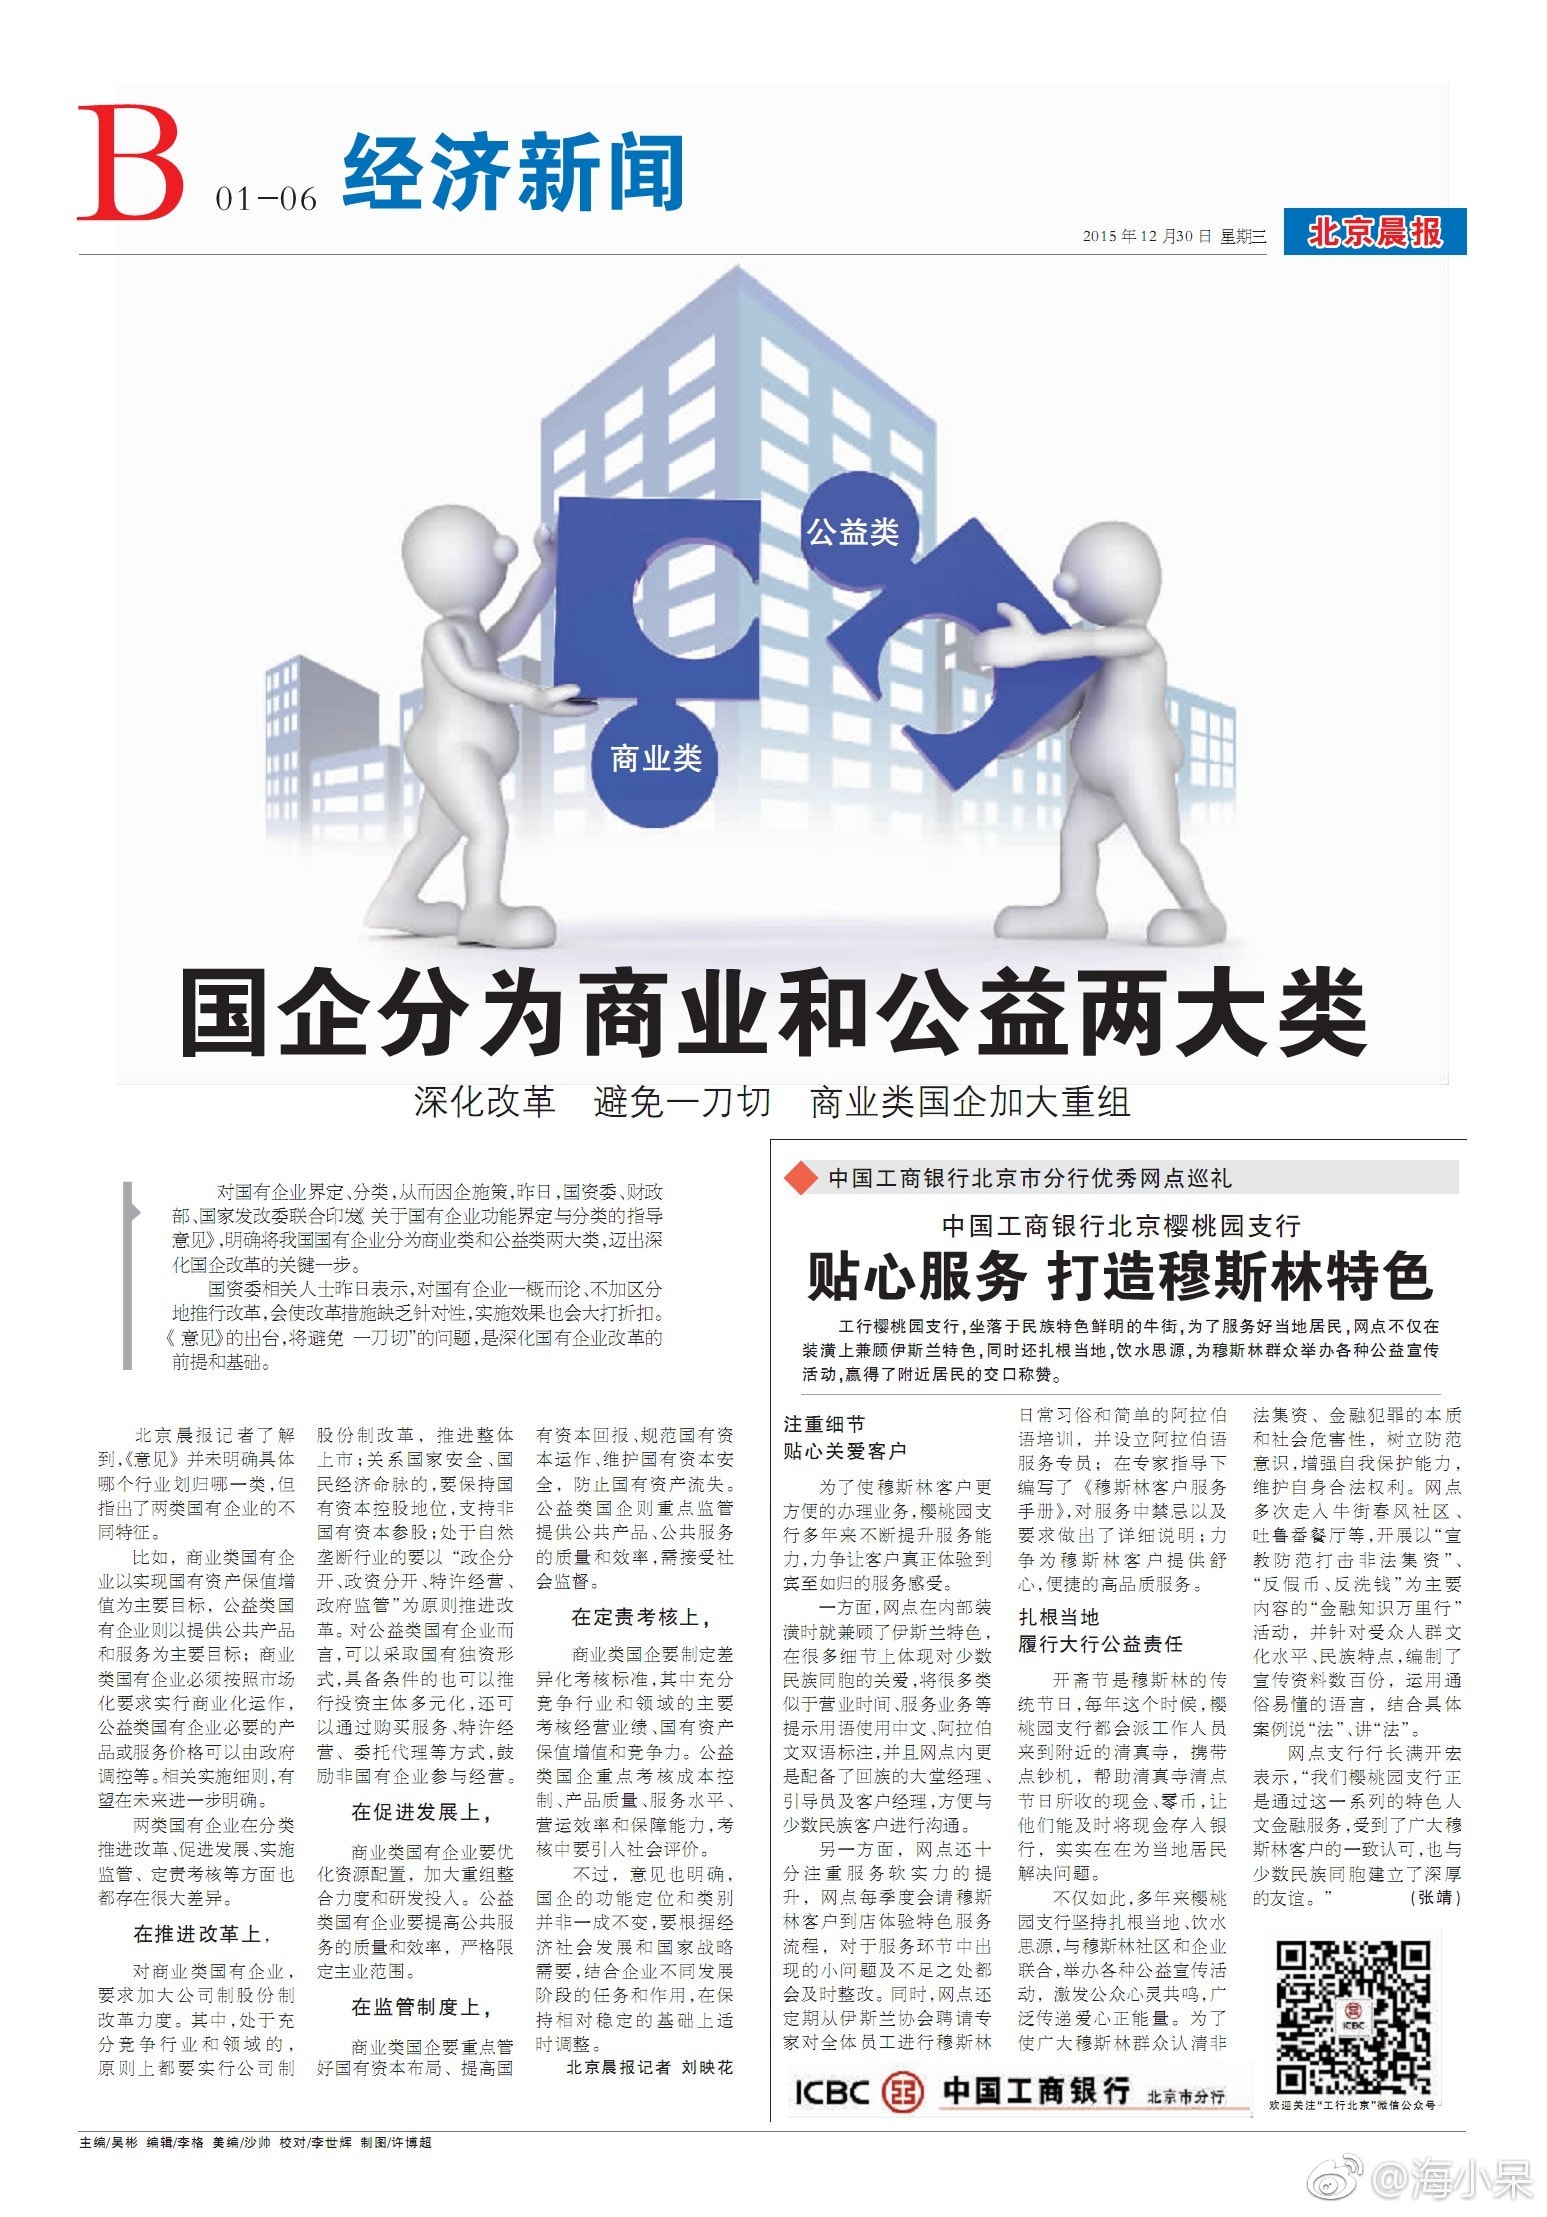 B 01-06 经济新闻
2015年12月30日 星期三
北京晨报
公益类
商业类
国企分为商业和公益两大类
深化改革 避免一刀切 商业类国企加大重组
对国有企业界定、分类，从而因企施策，昨日，国资委、财政
部、国家发改委联合印发《关于国有企业功能界定与分类的指导
意见》，明确将我国国有企业分为商业类和公益类两大类，迈出深
化国企改革的关键一步。
国资委相关人士昨日表示，对国有企业一概而论、不加区分
地推行改革，会使改革措施缺乏针对性，实施效果也会大打折扣。
《意见》的出台，将避免“一刀切”的问题，是深化国有企业改革的
前提和基础。
北京晨报记者了解
到，《意见》并未明确具体
哪个行业划归哪一类，但
指出了两类国有企业的不
同特征。
比如，商业类国有企
业以实现国有资产保值增
值为主要目标，公益类国
有企业则以提供公共产品
和服务为主要目标；商业
类国有企业必须按照市场
化要求实行商业化运作，
公益类国有企业必要的产
品或服务价格可以由政府
调控等。相关实施细则，有
望在未来进一步明确。
两类国有企业在分类
推进改革、促进发展、实施
监管、定责考核等方面也
都存在很大差异。
在推进改革上，
对商业类国有企业，
要求加大公司制股份制
改革力度。其中，处于充
分竞争行业和领域的，
原则上都要实行公司制
股份制改革，推进整体
上市；关系国家安全、国
民经济命脉的，要保持国
有资本控股地位，支持非
国有资本参股；处于自然
垄断行业的要以“政企分
开、政资分开、特许经营、
政府监管”为原则推进改
革。对公益类国有企业而
言，可以采取国有独资形
式，具备条件的也可以推
行投资主体多元化，还可
以通过购买服务、特许经
营、委托代理等方式，鼓
励非国有企业参与经营。
在促进发展上，
商业类国有企业要优
化资源配置，加大重组整
合力度和研发投入。公益
类国有企业要提高公共服
务的质量和效率，严格限
定主业范围。
在监管制度上，
商业类国企要重点管
好国有资本布局、提高国
有资本回报、规范国有资
本运作、维护国有资本安
全，防止国有资产流失。
公益类国企则重点监管
提供公共产品、公共服务
的质量和效率，需接受社
会监督。
在定责考核上，
商业类国企要制定差
异化考核标准，其中充分
竞争行业和领域的主要
考核经营业绩、国有资产
保值增值和竞争力。公益
类国企重点考核成本控
制、产品质量、服务水平、
营运效率和保障能力，考
核中要引入社会评价。
不过，意见也明确，
国企的功能定位和类别
并非一成不变，要根据经
济社会发展和国家战略
需要，结合企业不同发展
阶段的任务和作用，在保
持相对稳定的基础上适
时调整。
北京晨报记者 刘映花
中国工商银行北京市分行优秀网点巡礼
中国工商银行北京樱桃园支行
贴心服务 打造穆斯林特色
工行樱桃园支行，坐落于民族特色鲜明的牛街，为了服务好当地居民，网点不仅在
装潢上兼顾伊斯兰特色，同时还扎根当地，饮水思源，为穆斯林群众举办各种公益宣传
活动，赢得了附近居民的交口称赞。
注重细节
贴心关爱客户
为了使穆斯林客户更
方便的办理业务，樱桃园支
行多年来不断提升服务能
力，力争让客户真正体验到
宾至如归的服务感受。
一方面，网点在内部装
潢时就兼顾了伊斯兰特色，
在很多细节上体现对少数
民族同胞的关爱，将很多类
似于营业时间、服务业务等
提示用语使用中文、阿拉伯
文双语标注，并且网点内更
是配备了回族的大堂经理、
引导员及客户经理，方便与
少数民族客户进行沟通。
另一方面，网点还十
分注重服务软实力的提
升，网点每季度会请穆斯
林客户到店体验特色服务
流程，对于服务环节中出
现的小问题及不足之处都
会及时整改。同时，网点还
定期从伊斯兰协会聘请专
家对全体员工进行穆斯林
日常习俗和简单的阿拉伯
语培训，并设立阿拉伯语
服务专员；在专家指导下
编写了《穆斯林客户服务
手册》，对服务中禁忌以及
要求做出了详细说明；力
争为穆斯林客户提供舒
心，便捷的高品质服务。
扎根当地
履行大行公益责任
开斋节是穆斯林的传
统节日，每年这个时候，樱
桃园支行都会派工作人员
来到附近的清真寺，携带
点钞机，帮助清真寺清点
节日所收的现金、零币，让
他们能及时将现金存入银
行，实实在在为当地居民
解决问题。
不仅如此，多年来樱桃
园支行坚持扎根当地、饮水
思源，与穆斯林社区和企业
联合，举办各种公益宣传活
动，激发公众心灵共鸣，广
泛传递爱心正能量。为了
使广大穆斯林群众认清非
法集资、金融犯罪的本质
和社会危害性，树立防范
意识，增强自我保护能力，
维护自身合法权利。网点
多次走入牛街春风社区、
吐鲁番餐厅等，开展以“宣
教防范打击非法集资”、
“反假币、反洗钱”为主要
内容的“金融知识万里行”
活动，并针对受众人群文
化水平、民族特点，编制了
宣传资料数百份，运用通
俗易懂的语言，结合具体
案例说“法”、讲“法”。
网点支行行长满开宏
表示，“我们樱桃园支行正
是通过这一系列的特色人
文金融服务，受到了广大穆
斯林客户的一致认可，也与
少数民族同胞建立了深厚
的友谊。” （张靖）
ICBC
ICBC 中国工商银行 北京市分行
欢迎关注“工行北京”微信公众号
主编/吴彬 编辑/李格 美编/沙帅 校对/李世辉 制图/许博超
@海小呆